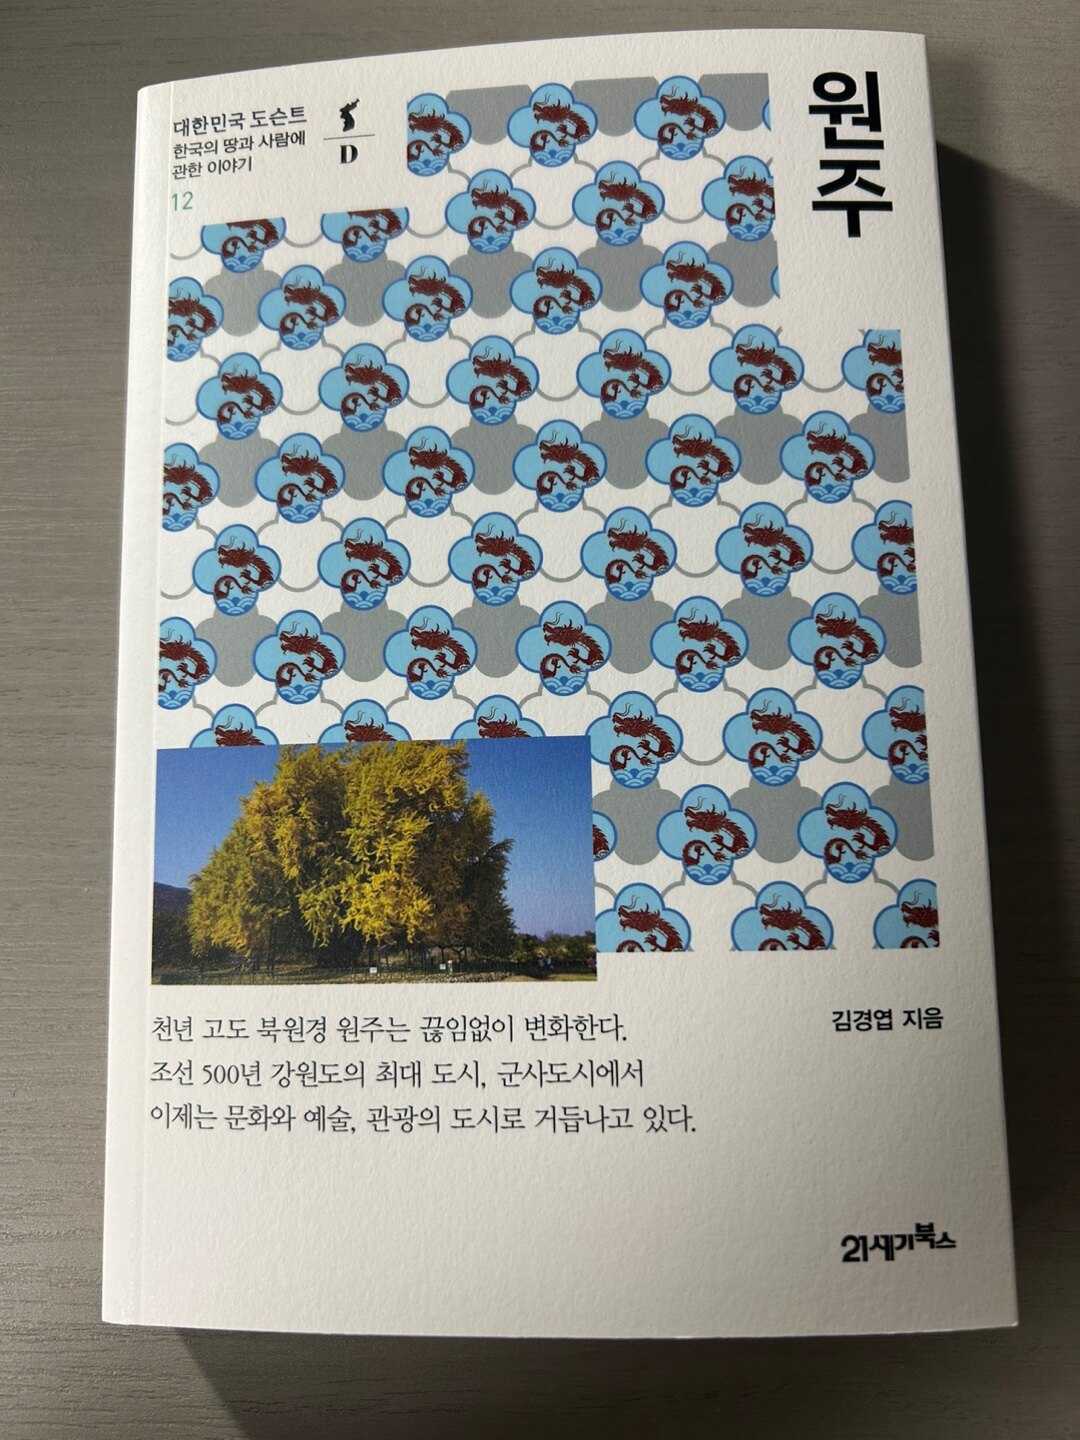 대한민국 도슨트
한국의 땅과 사람에
관한 이야기
12
D
원주
천년 고도 북원경 원주는 끊임없이 변화한다.
조선 500년 강원도의 최대 도시, 군사도시에서
이제는 문화와 예술, 관광의 도시로 거듭나고 있다.
김경엽 지음
21세기북스